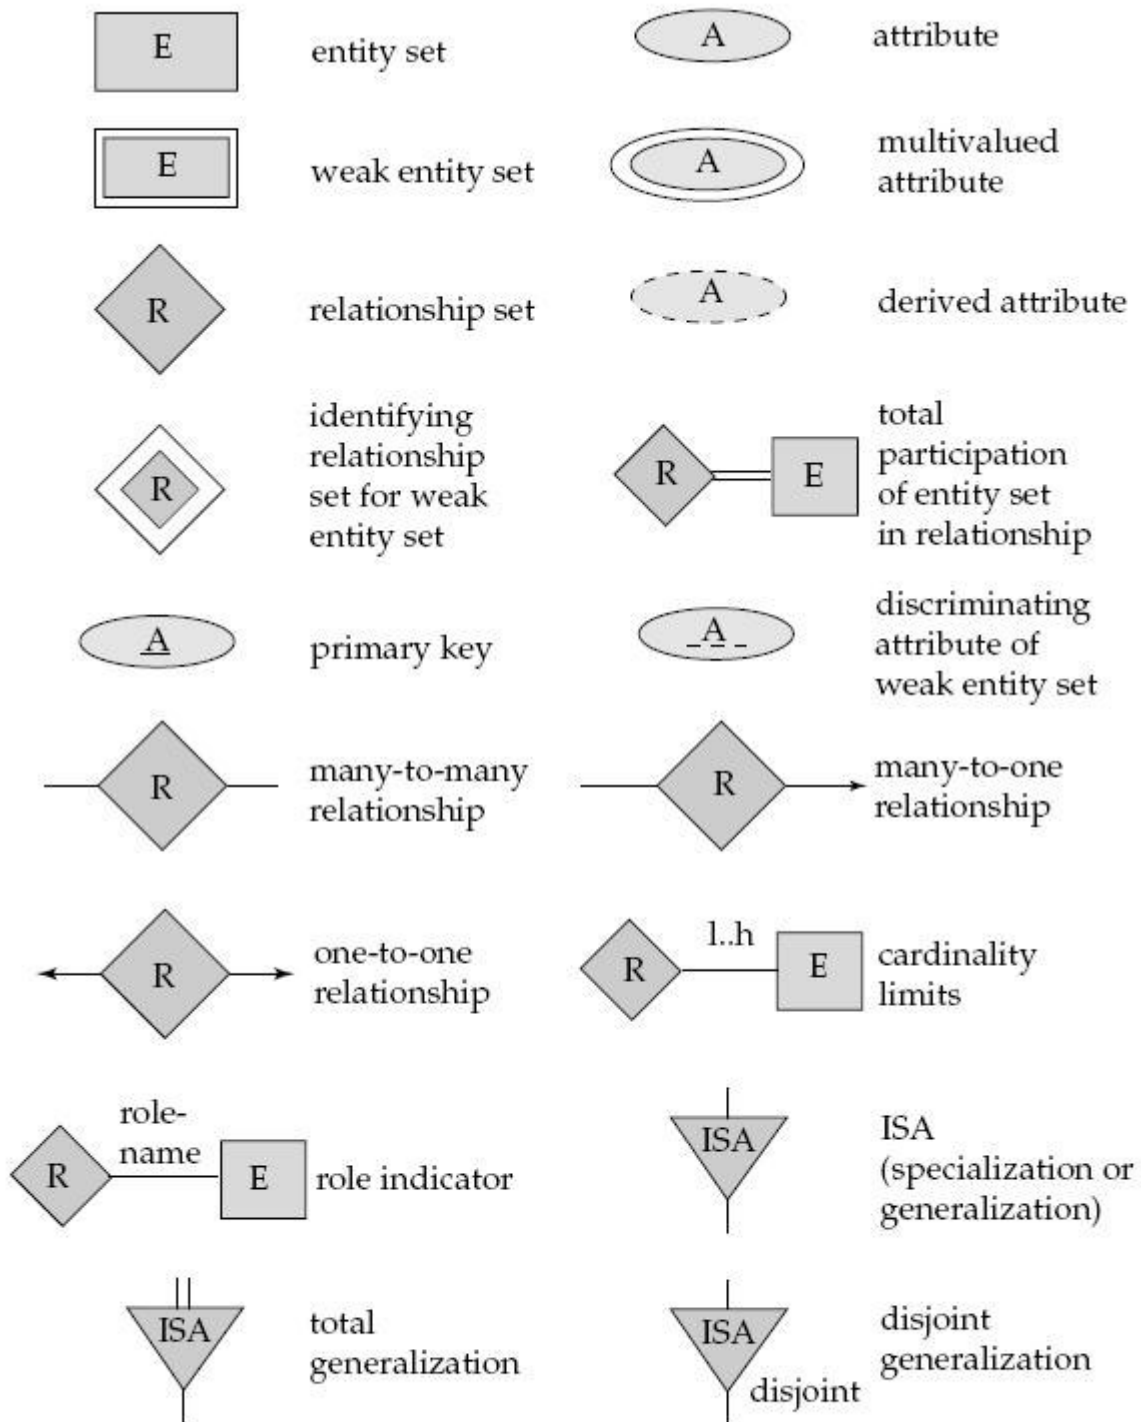 E
entity set
A
attribute
E
weak entity set
A
multivalued
attribute
R
relationship set
A
derived attribute
R
identifying
relationship
set for weak
entity set
R
E
total
participation
of entity set
in relationship
A
primary key
A
discriminating
attribute of
weak entity set
R
many-to-many
relationship
R
many-to-one
relationship
R
one-to-one
relationship
R
l..h
E
cardinality
limits
R
role-
name
E
role indicator
ISA
ISA
(specialization or
generalization)
ISA
total
generalization
ISA
disjoint
disjoint
generalization